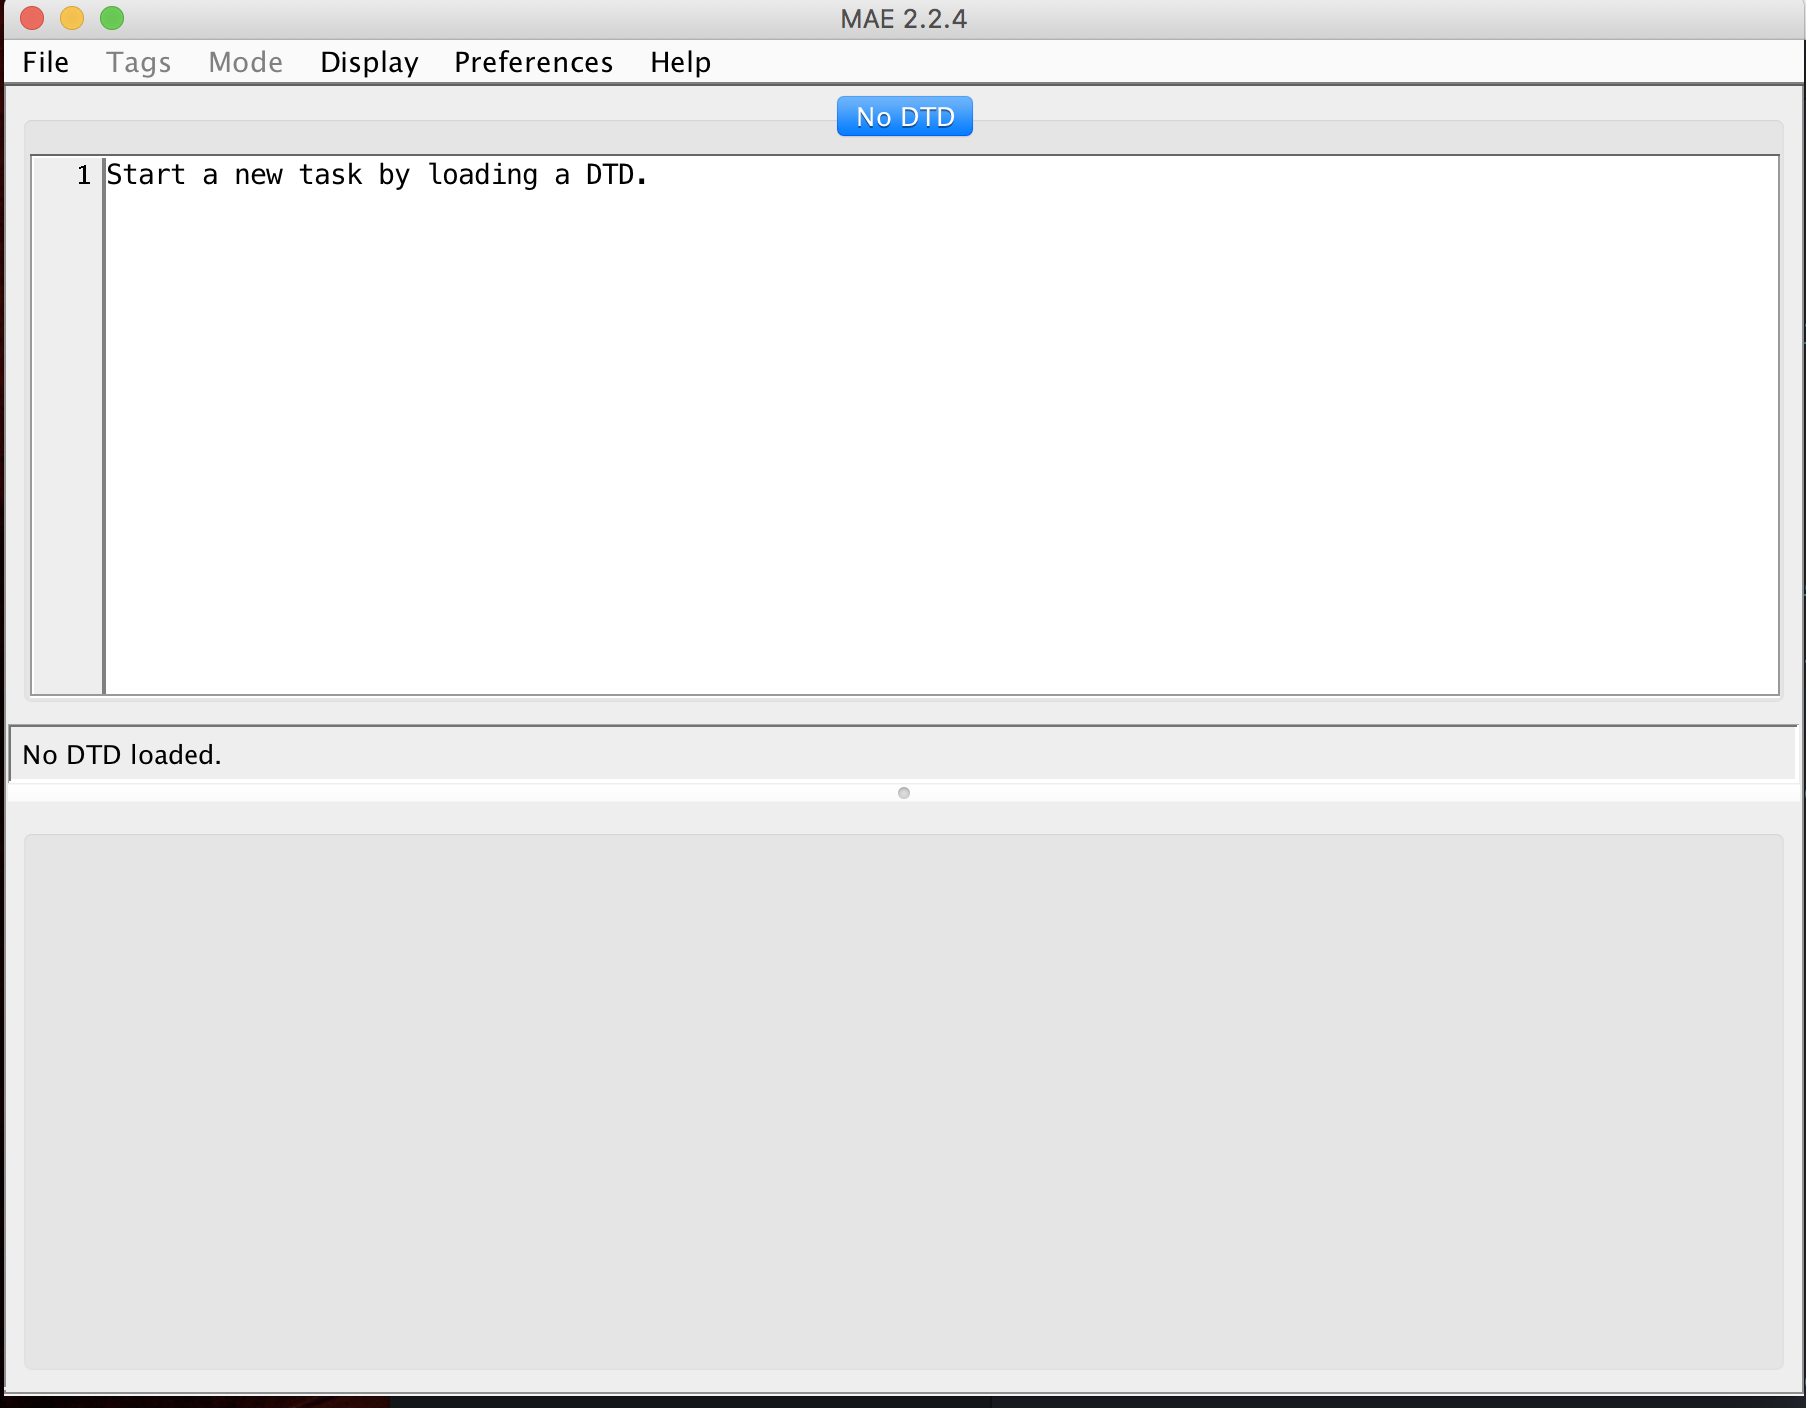 MAE 2.2.4
File Tags Mode Display Preferences Help
No DTD
1 Start a new task by loading a DTD.
No DTD loaded.